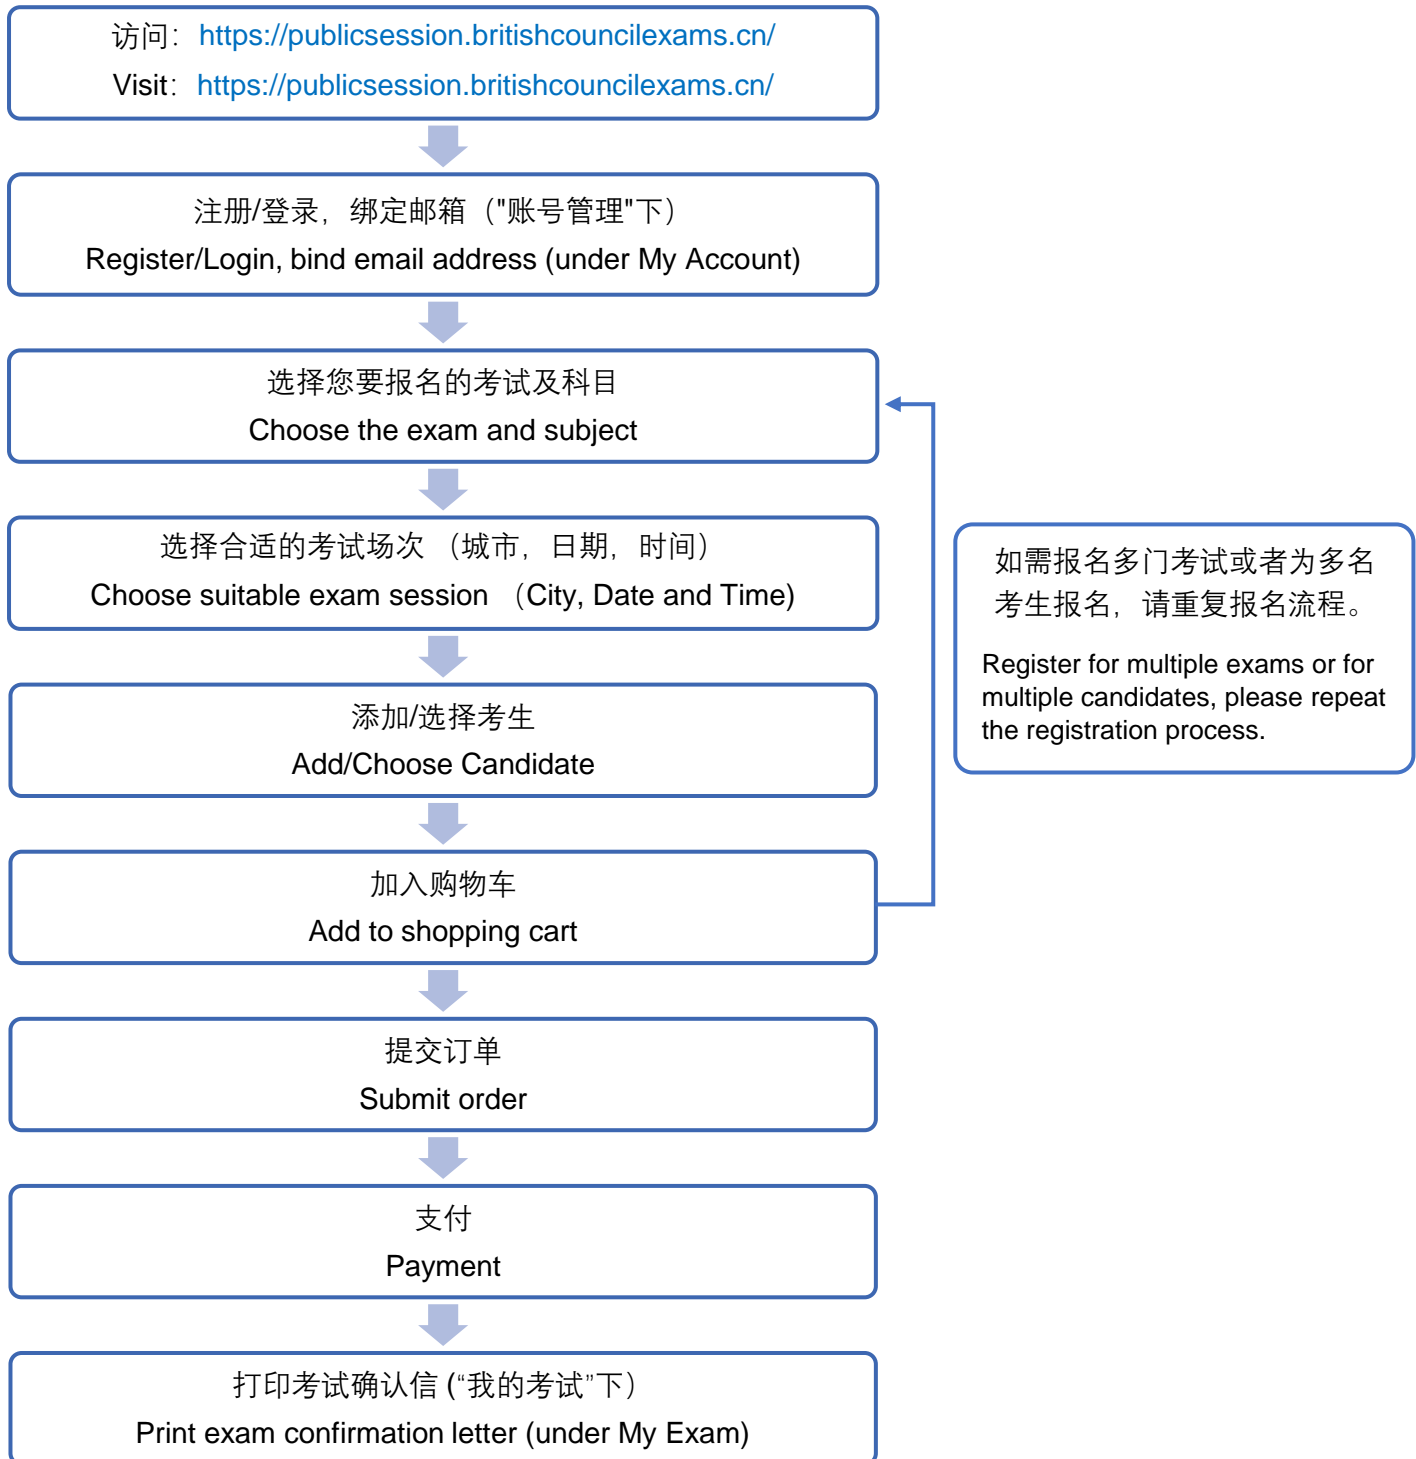 访问：https://publicsession.britishcouncilexams.cn/
Visit：https://publicsession.britishcouncilexams.cn/
注册/登录，绑定邮箱（"账号管理"下）
Register/Login, bind email address (under My Account)
选择您要报名的考试及科目
Choose the exam and subject
选择合适的考试场次 （城市，日期，时间）
Choose suitable exam session （City, Date and Time)
添加/选择考生
Add/Choose Candidate
加入购物车
Add to shopping cart
提交订单
Submit order
支付
Payment
打印考试确认信 (“我的考试”下）
Print exam confirmation letter (under My Exam)
如需报名多门考试或者为多名
考生报名，请重复报名流程。
Register for multiple exams or for
multiple candidates, please repeat
the registration process.